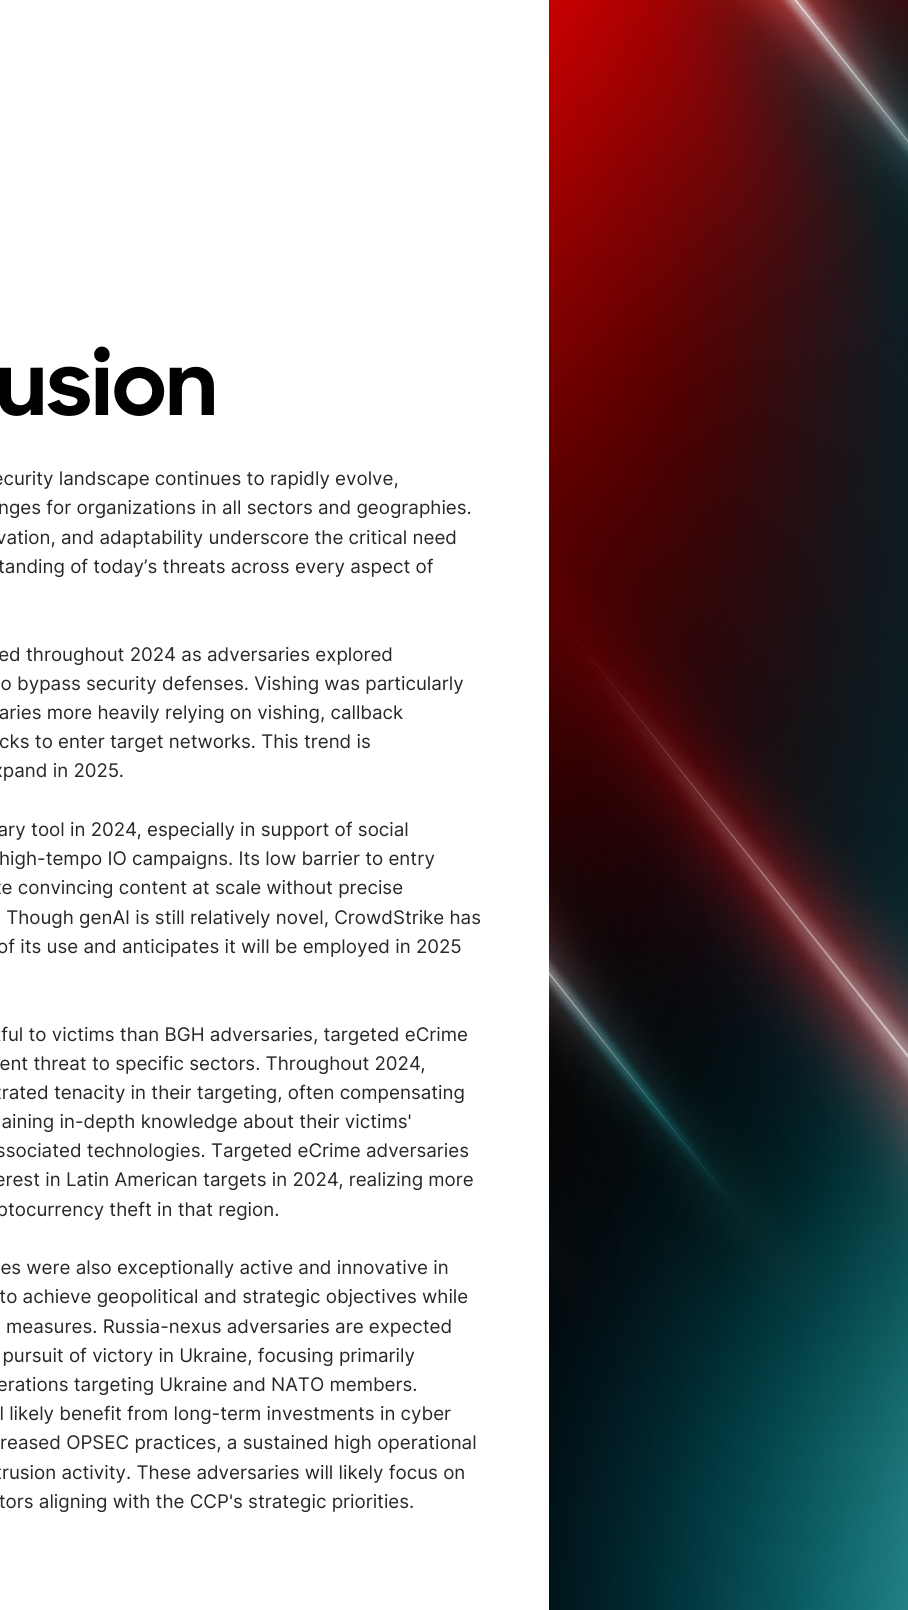 usion
ecurity landscape continues to rapidly evolve,
nges for organizations in all sectors and geographies.
vation, and adaptability underscore the critical need
tanding of today’s threats across every aspect of
ed throughout 2024 as adversaries explored
o bypass security defenses. Vishing was particularly
aries more heavily relying on vishing, callback
cks to enter target networks. This trend is
xpand in 2025.
ary tool in 2024, especially in support of social
high-tempo IO campaigns. Its low barrier to entry
te convincing content at scale without precise
Though genAI is still relatively novel, CrowdStrike has
of its use and anticipates it will be employed in 2025
tful to victims than BGH adversaries, targeted eCrime
ent threat to specific sectors. Throughout 2024,
trated tenacity in their targeting, often compensating
aining in-depth knowledge about their victims'
ssociated technologies. Targeted eCrime adversaries
erest in Latin American targets in 2024, realizing more
ptocurrency theft in that region.
es were also exceptionally active and innovative in
to achieve geopolitical and strategic objectives while
measures. Russia-nexus adversaries are expected
pursuit of victory in Ukraine, focusing primarily
erations targeting Ukraine and NATO members.
l likely benefit from long-term investments in cyber
reased OPSEC practices, a sustained high operational
trusion activity. These adversaries will likely focus on
tors aligning with the CCP's strategic priorities.